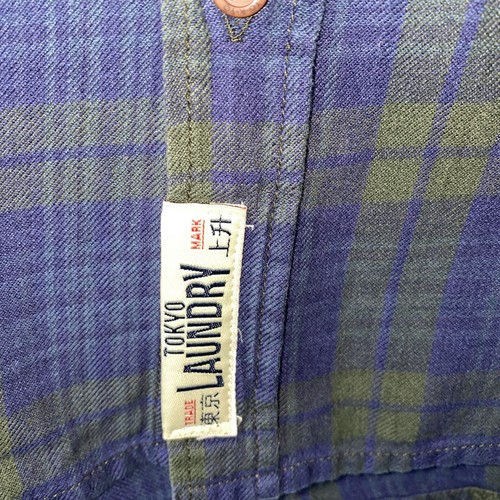 TOKYO
LAUNDRY
TRADE MARK
東京 上升